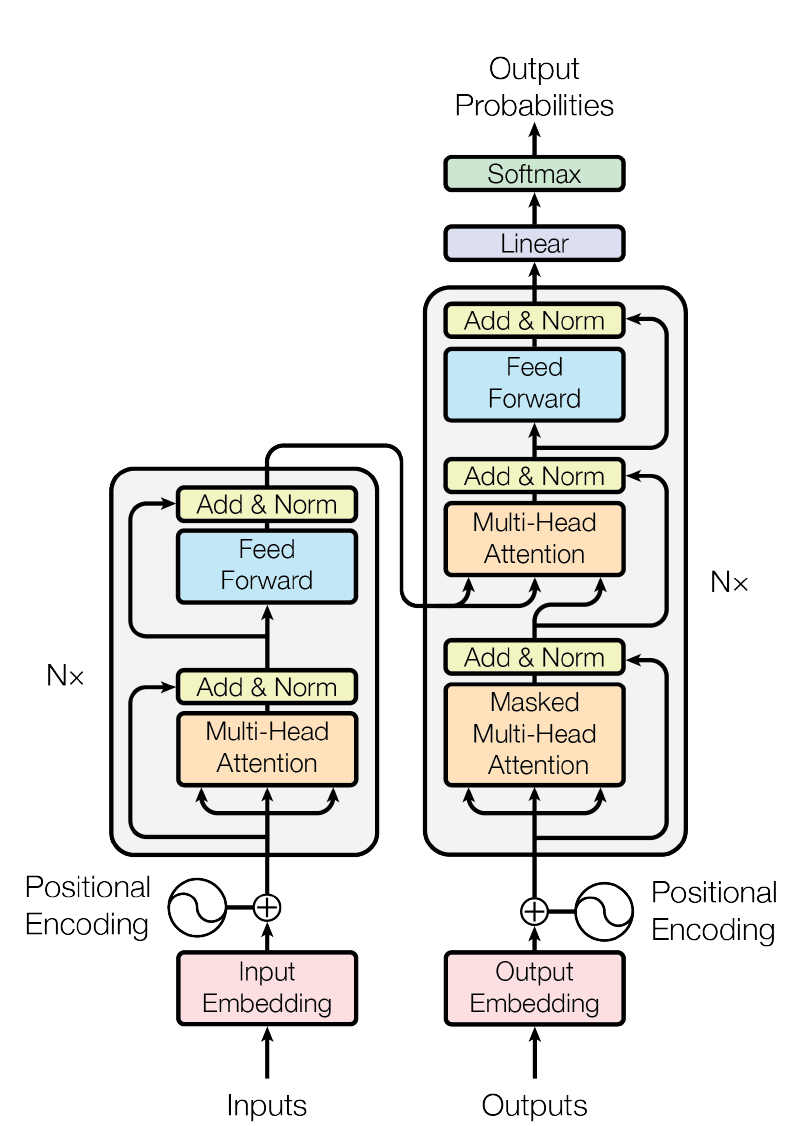 Output
Probabilities
Softmax
Linear
Add & Norm
Feed
Forward
Add & Norm
Multi-Head
Attention
Add & Norm
Masked
Multi-Head
Attention
N×
Add & Norm
Feed
Forward
Add & Norm
Multi-Head
Attention
N×
Positional
Encoding
Positional
Encoding
Input
Embedding
Output
Embedding
Inputs
Outputs